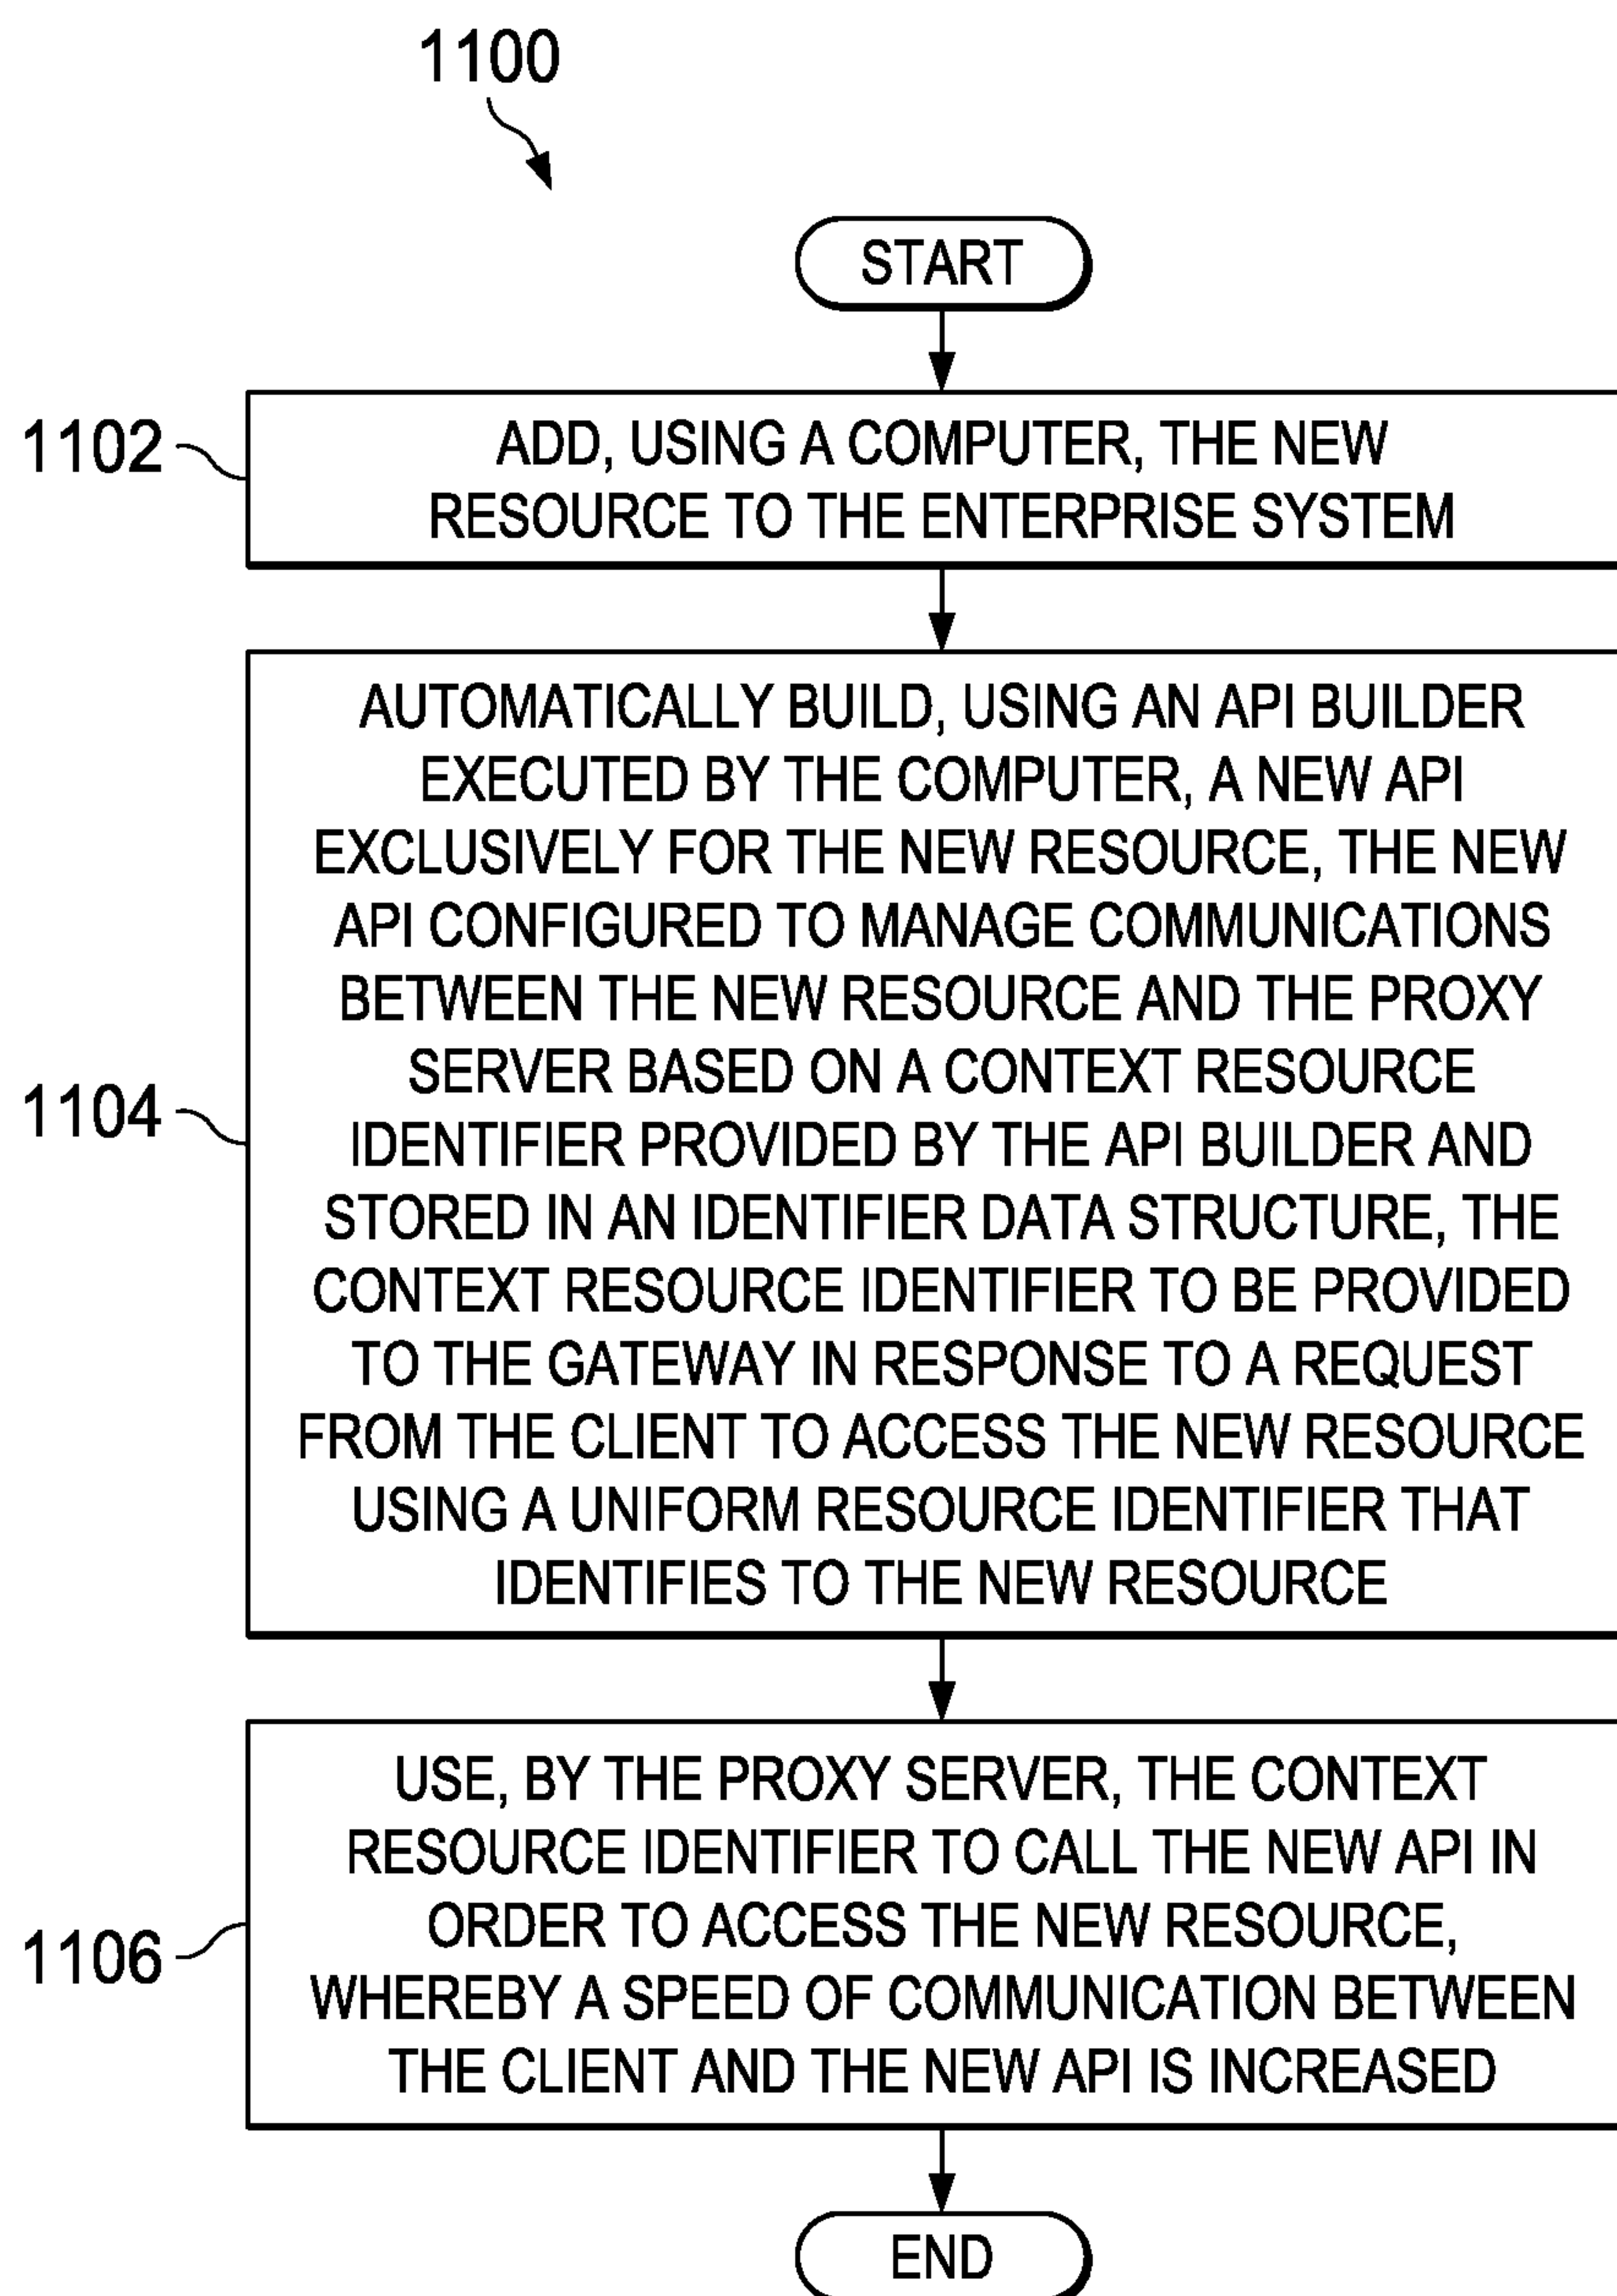 1100
START
1102
ADD, USING A COMPUTER, THE NEW
RESOURCE TO THE ENTERPRISE SYSTEM
1104
AUTOMATICALLY BUILD, USING AN API BUILDER
EXECUTED BY THE COMPUTER, A NEW API
EXCLUSIVELY FOR THE NEW RESOURCE, THE NEW
API CONFIGURED TO MANAGE COMMUNICATIONS
BETWEEN THE NEW RESOURCE AND THE PROXY
SERVER BASED ON A CONTEXT RESOURCE
IDENTIFIER PROVIDED BY THE API BUILDER AND
STORED IN AN IDENTIFIER DATA STRUCTURE, THE
CONTEXT RESOURCE IDENTIFIER TO BE PROVIDED
TO THE GATEWAY IN RESPONSE TO A REQUEST
FROM THE CLIENT TO ACCESS THE NEW RESOURCE
USING A UNIFORM RESOURCE IDENTIFIER THAT
IDENTIFIES TO THE NEW RESOURCE
1106
USE, BY THE PROXY SERVER, THE CONTEXT
RESOURCE IDENTIFIER TO CALL THE NEW API IN
ORDER TO ACCESS THE NEW RESOURCE,
WHEREBY A SPEED OF COMMUNICATION BETWEEN
THE CLIENT AND THE NEW API IS INCREASED
END